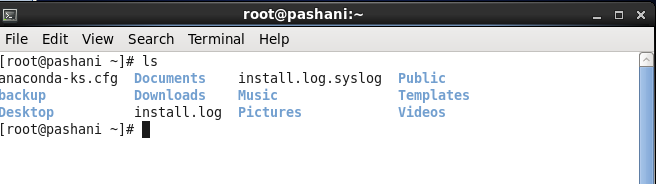 root@pashani:~
File Edit View Search Terminal Help
[root@pashani ~]# ls
anaconda-ks.cfg  Documents    install.log.syslog  Public
backup           Downloads    Music               Templates
Desktop          install.log  Pictures            Videos
[root@pashani ~]#